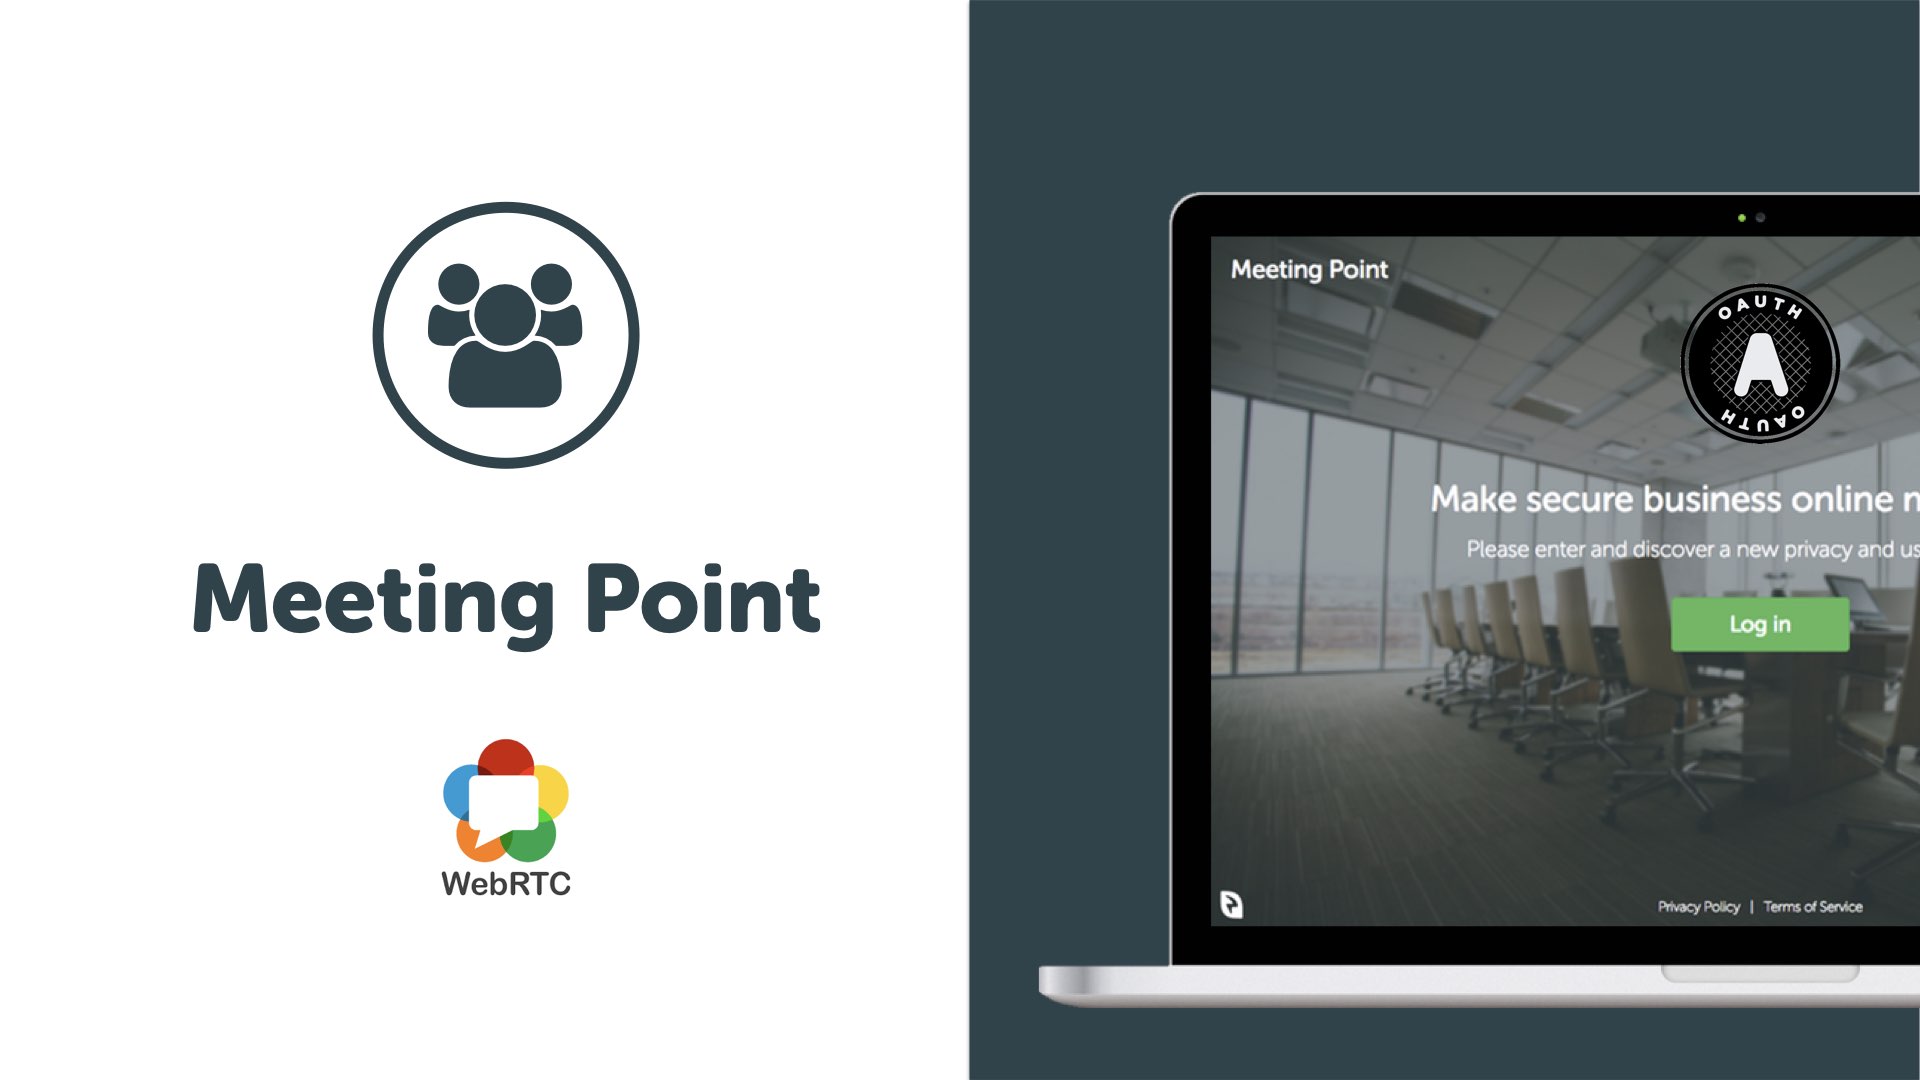 Meeting Point
WebRTC
Meeting Point
OAUTH
A
OAUTH
Make secure business online
Please enter and discover a new privacy and
Log in
Privacy Policy | Terms of Service